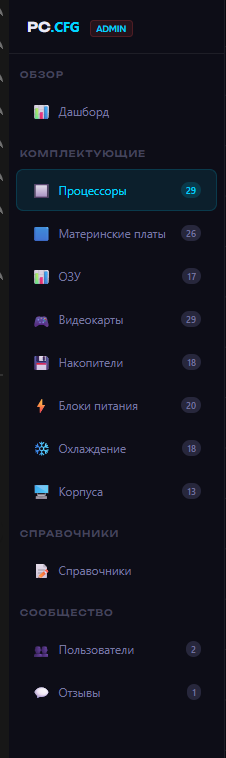 PC.CFG ADMIN
ОБЗОР
Дашборд
КОМПЛЕКТУЮЩИЕ
Процессоры 29
Материнские платы 26
ОЗУ 17
Видеокарты 29
Накопители 18
Блоки питания 20
Охлаждение 18
Корпуса 13
СПРАВОЧНИКИ
Справочники
СООБЩЕСТВО
Пользователи 2
Отзывы 1